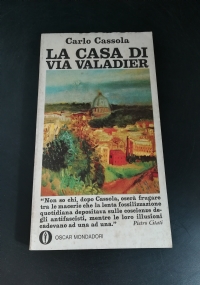 Carlo Cassola
LA CASA DI
VIA VALADIER
"Non so chi, dopo Cassola, oserà frugare
tra le macerie che la lenta fossilizzazione
quotidiana depositava sulle coscienze de-
gli antifascisti, mentre le loro illusioni
cadevano ad una ad una."
Pietro Citati
OSCAR MONDADORI